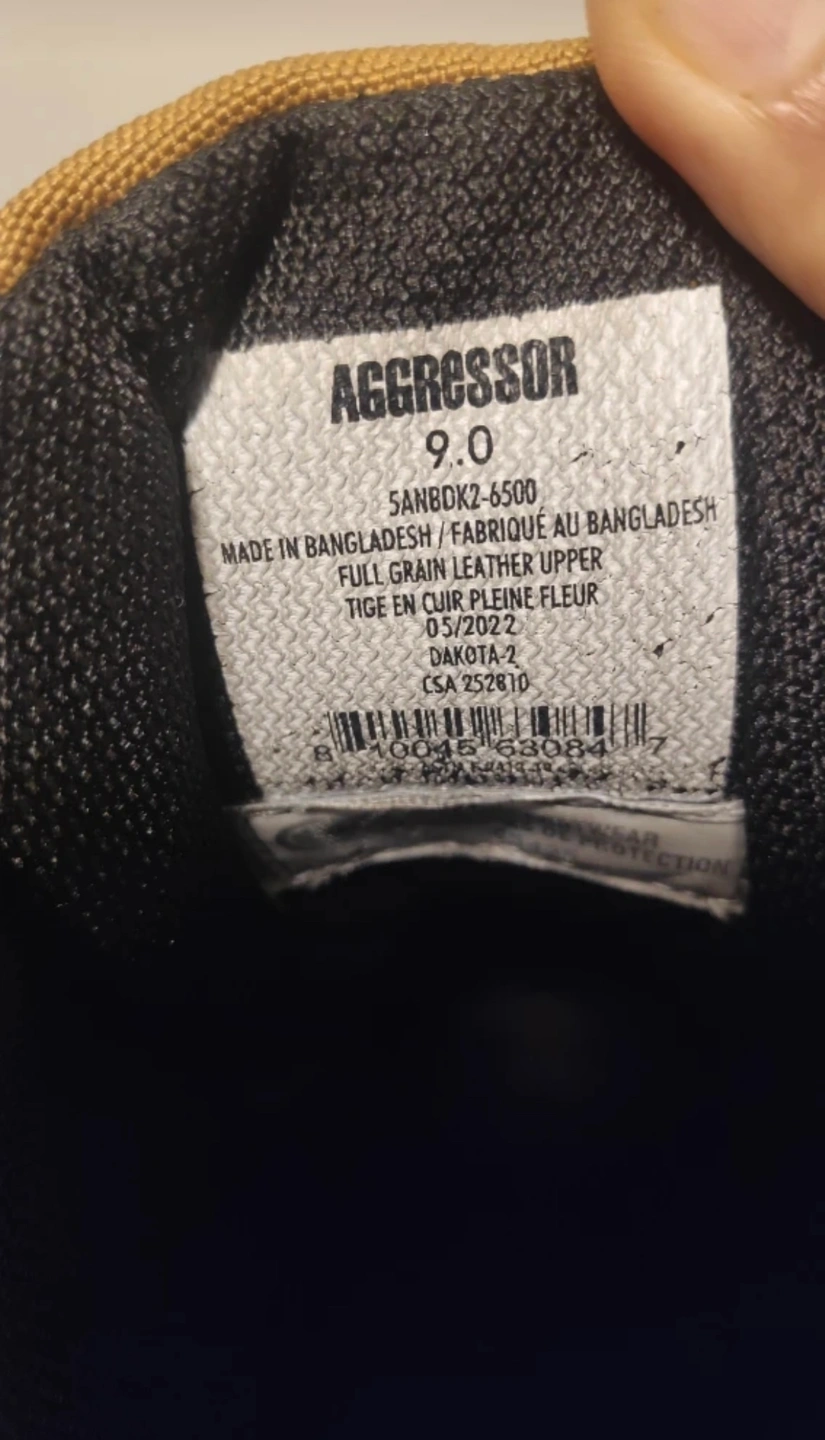 AGGRESSOR
9.0
5ANBDK2-6500
MADE IN BANGLADESH / FABRIQUÉ AU BANGLADESH
FULL GRAIN LEATHER UPPER
TIGE EN CUIR PLEINE FLEUR
05/2022
DAKOTA-2
CSA 252810
8 10045 63084 7
PROTECTION